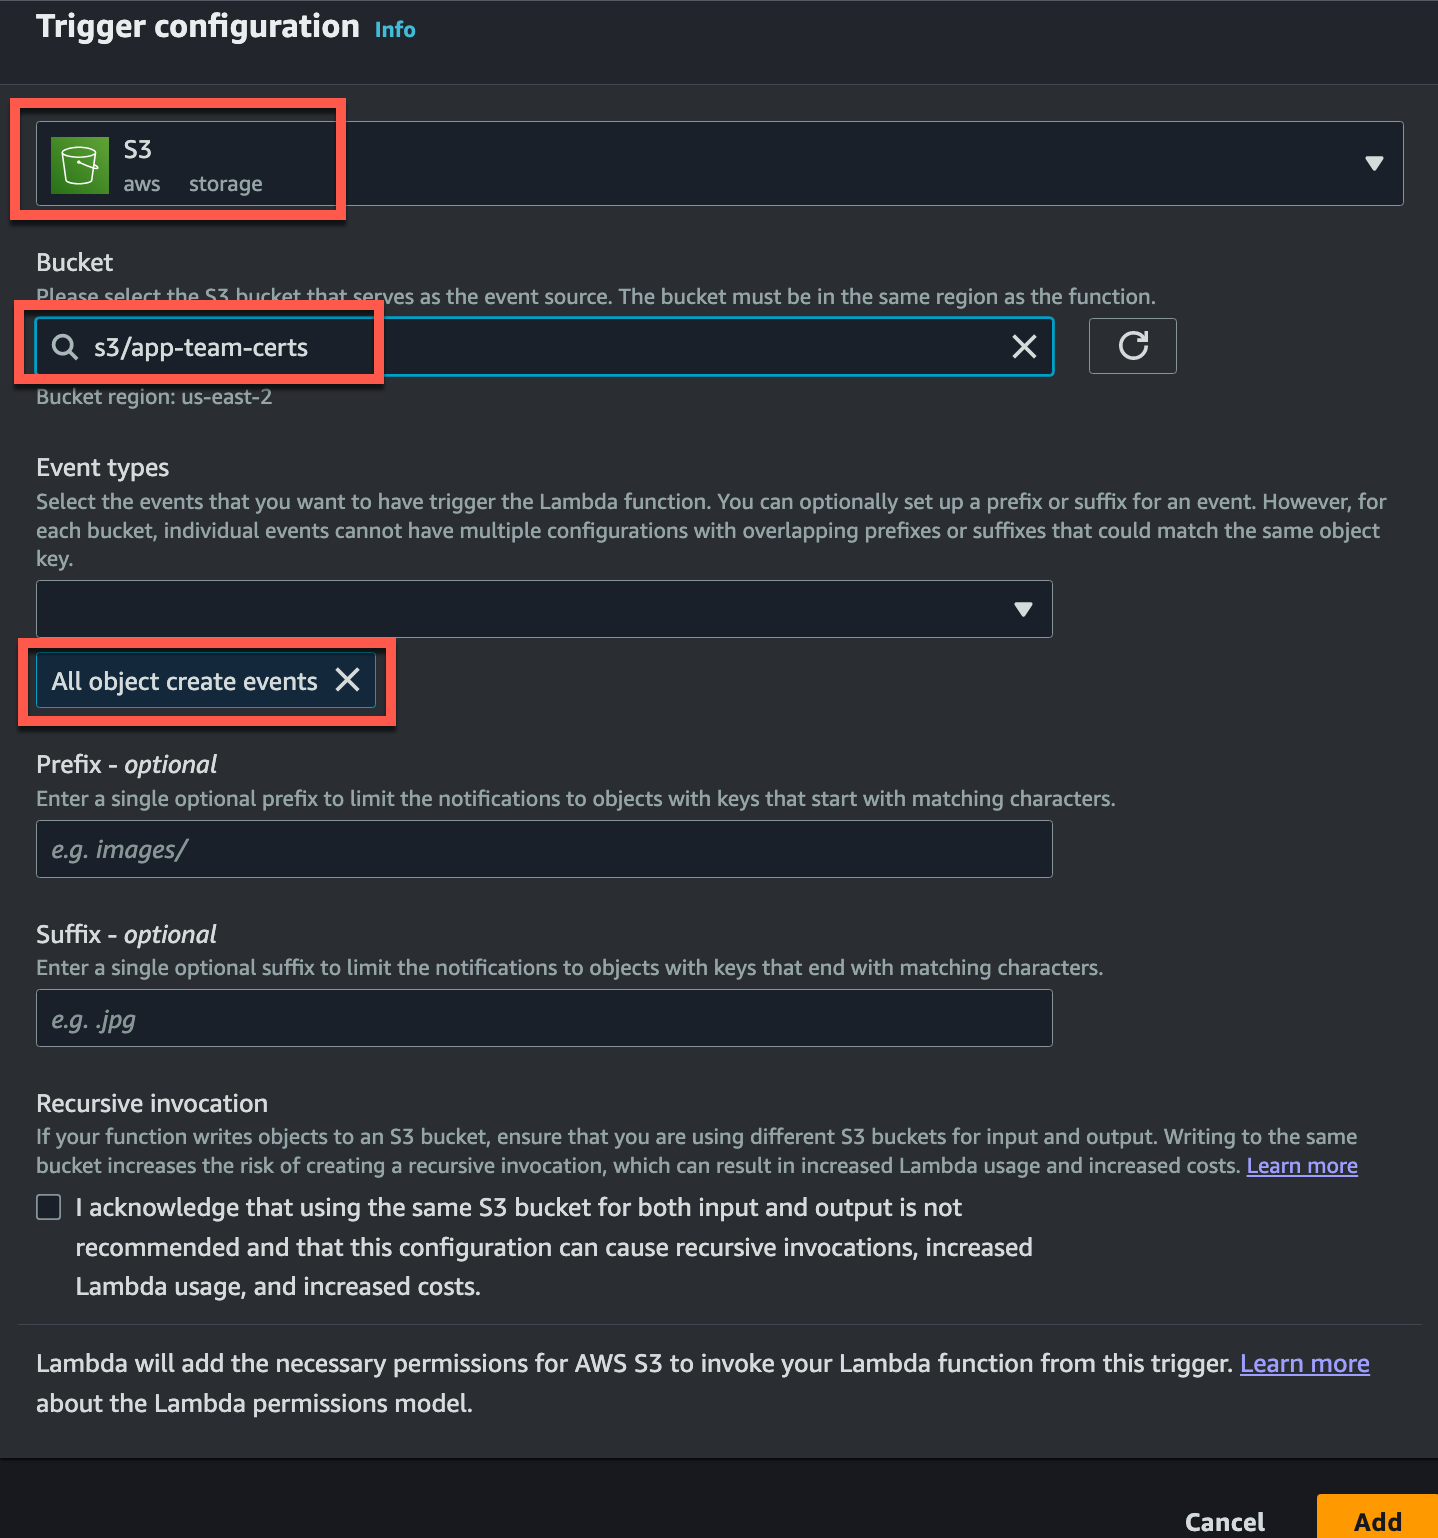 Trigger configuration Info
S3
aws storage
Bucket
Please select the S3 bucket that serves as the event source. The bucket must be in the same region as the function.
s3/app-team-certs
Bucket region: us-east-2
Event types
Select the events that you want to have trigger the Lambda function. You can optionally set up a prefix or suffix for an event. However, for
each bucket, individual events cannot have multiple configurations with overlapping prefixes or suffixes that could match the same object
key.
All object create events
Prefix - optional
Enter a single optional prefix to limit the notifications to objects with keys that start with matching characters.
e.g. images/
Suffix - optional
Enter a single optional suffix to limit the notifications to objects with keys that end with matching characters.
e.g. .jpg
Recursive invocation
If your function writes objects to an S3 bucket, ensure that you are using different S3 buckets for input and output. Writing to the same
bucket increases the risk of creating a recursive invocation, which can result in increased Lambda usage and increased costs. Learn more
I acknowledge that using the same S3 bucket for both input and output is not
recommended and that this configuration can cause recursive invocations, increased
Lambda usage, and increased costs.
Lambda will add the necessary permissions for AWS S3 to invoke your Lambda function from this trigger. Learn more
about the Lambda permissions model.
Cancel Add